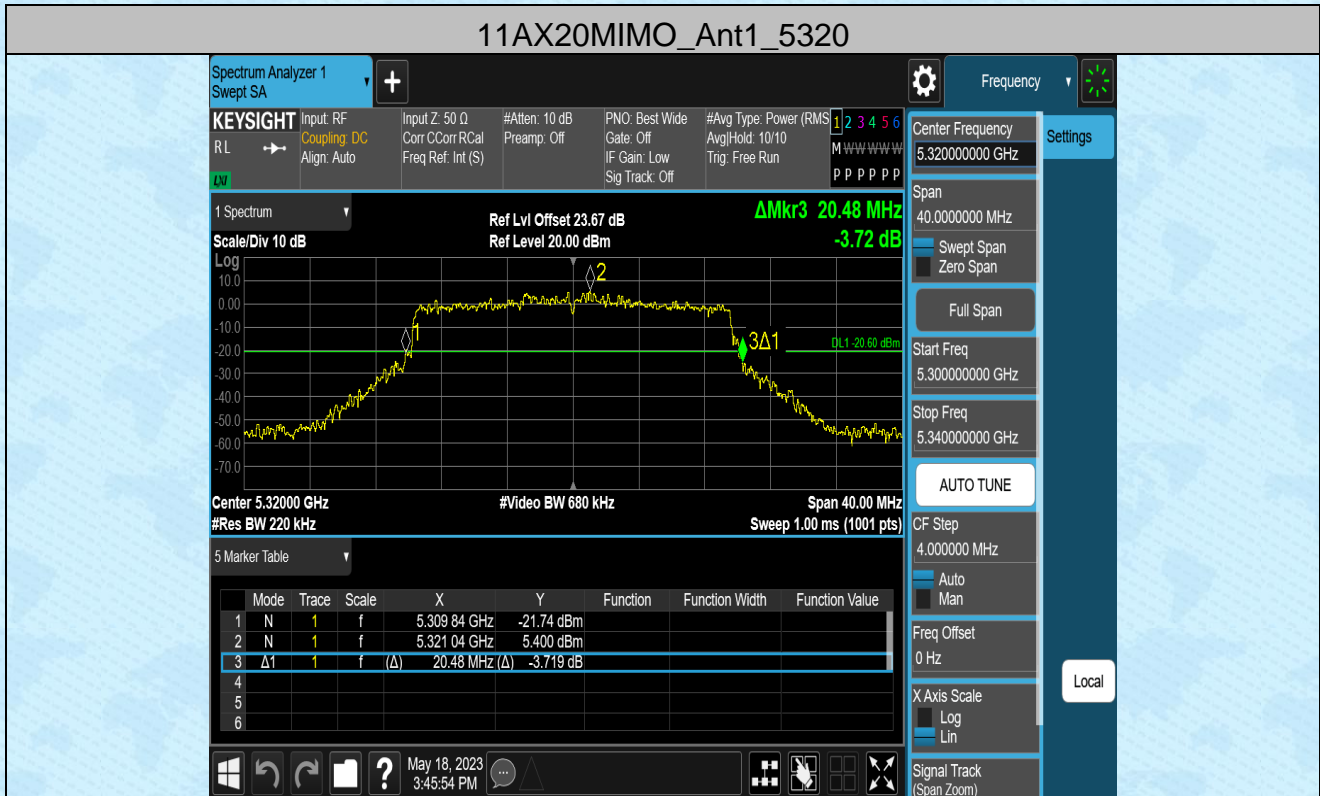 11AX20MIMO_Ant1_5320
Spectrum Analyzer 1
Swept SA
Frequency
KEYSIGHT
RL
LXI
Input: RF
Coupling: DC
Align: Auto
Input Z: 50 Ω
Corr CCorr RCal
Freq Ref: Int (S)
#Atten: 10 dB
Preamp: Off
PNO: Best Wide
Gate: Off
IF Gain: Low
Sig Track: Off
#Avg Type: Power (RMS
Avg|Hold: 10/10
Trig: Free Run
1 2 3 4 5 6
M W W W W W
P P P P P P
1 Spectrum
Scale/Div 10 dB
Ref Lvl Offset 23.67 dB
Ref Level 20.00 dBm
ΔMkr3 20.48 MHz
-3.72 dB
Log
10.0
0.00
-10.0
-20.0
-30.0
-40.0
-50.0
-60.0
-70.0
1
2
3Δ1
DL1 -20.60 dBm
Center 5.32000 GHz
#Video BW 680 kHz
Span 40.00 MHz
#Res BW 220 kHz
Sweep 1.00 ms (1001 pts)
5 Marker Table
Mode Trace Scale X Y Function Function Width Function Value
1 N 1 f 5.309 84 GHz -21.74 dBm
2 N 1 f 5.321 04 GHz 5.400 dBm
3 Δ1 1 f (Δ) 20.48 MHz (Δ) -3.719 dB
4
5
6
?
May 18, 2023
3:45:54 PM
Center Frequency
5.320000000 GHz
Settings
Span
40.0000000 MHz
Swept Span
Zero Span
Full Span
Start Freq
5.300000000 GHz
Stop Freq
5.340000000 GHz
AUTO TUNE
CF Step
4.000000 MHz
Auto
Man
Freq Offset
0 Hz
X Axis Scale
Log
Lin
Local
Signal Track
(Span Zoom)